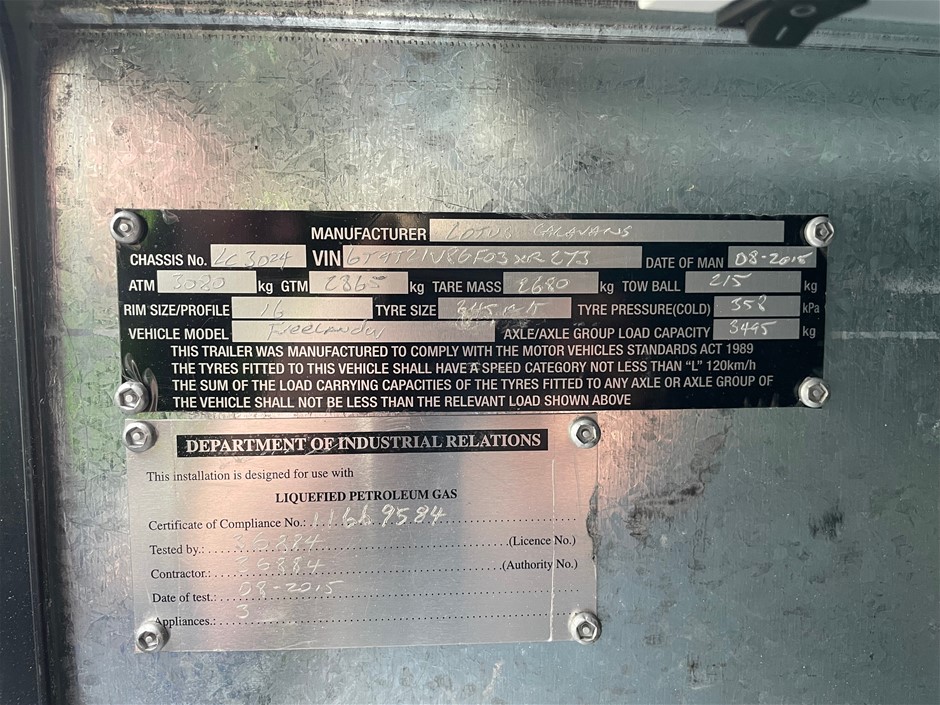 MANUFACTURER LOTUS CARAVANS
CHASSIS No. LC3024 VIN DATE OF MAN 08-2015
ATM 3080 kg GTM 2865 kg TARE MASS 2680 kg TOW BALL 215 kg
RIM SIZE/PROFILE 16 TYRE SIZE TYRE PRESSURE(COLD) 358 kPa
VEHICLE MODEL AXLE/AXLE GROUP LOAD CAPACITY 3495 kg
THIS TRAILER WAS MANUFACTURED TO COMPLY WITH THE MOTOR VEHICLES STANDARDS ACT 1989
THE TYRES FITTED TO THIS VEHICLE SHALL HAVE A SPEED CATEGORY NOT LESS THAN "L" 120km/h
THE SUM OF THE LOAD CARRYING CAPACITIES OF THE TYRES FITTED TO ANY AXLE OR AXLE GROUP OF
THE VEHICLE SHALL NOT BE LESS THAN THE RELEVANT LOAD SHOWN ABOVE
DEPARTMENT OF INDUSTRIAL RELATIONS
This installation is designed for use with
LIQUEFIED PETROLEUM GAS
Certificate of Compliance No.: 11669584
Tested by.: 36884 (Licence No.)
Contractor.: 36884 (Authority No.)
Date of test.: 08-2015
Appliances.: 3